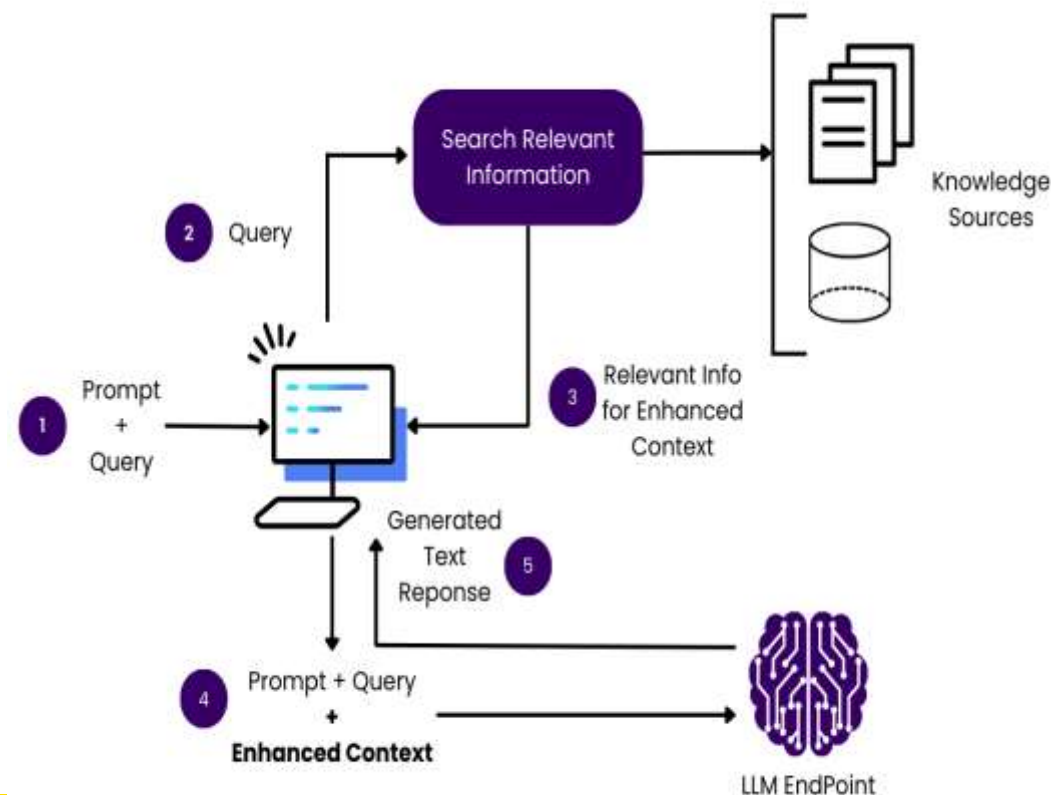 Search Relevant
Information
Knowledge
Sources
2
Query
1
Prompt
+
Query
3
Relevant Info
for Enhanced
Context
Generated
Text
Reponse
5
4
Prompt + Query
+
Enhanced Context
LLM EndPoint